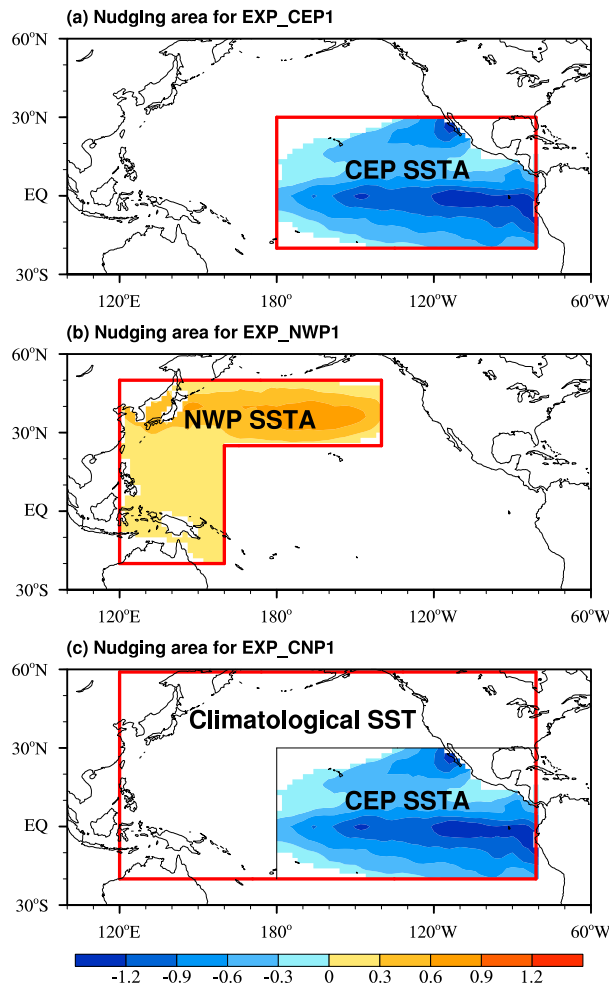 (a) Nudging area for EXP_CEP1
60°N
30°N
EQ
30°S
CEP SSTA
120°E 180° 120°W 60°W
(b) Nudging area for EXP_NWP1
60°N
30°N
EQ
30°S
NWP SSTA
120°E 180° 120°W 60°W
(c) Nudging area for EXP_CNP1
60°N
30°N
EQ
30°S
Climatological SST
CEP SSTA
120°E 180° 120°W 60°W
-1.2 -0.9 -0.6 -0.3 0 0.3 0.6 0.9 1.2